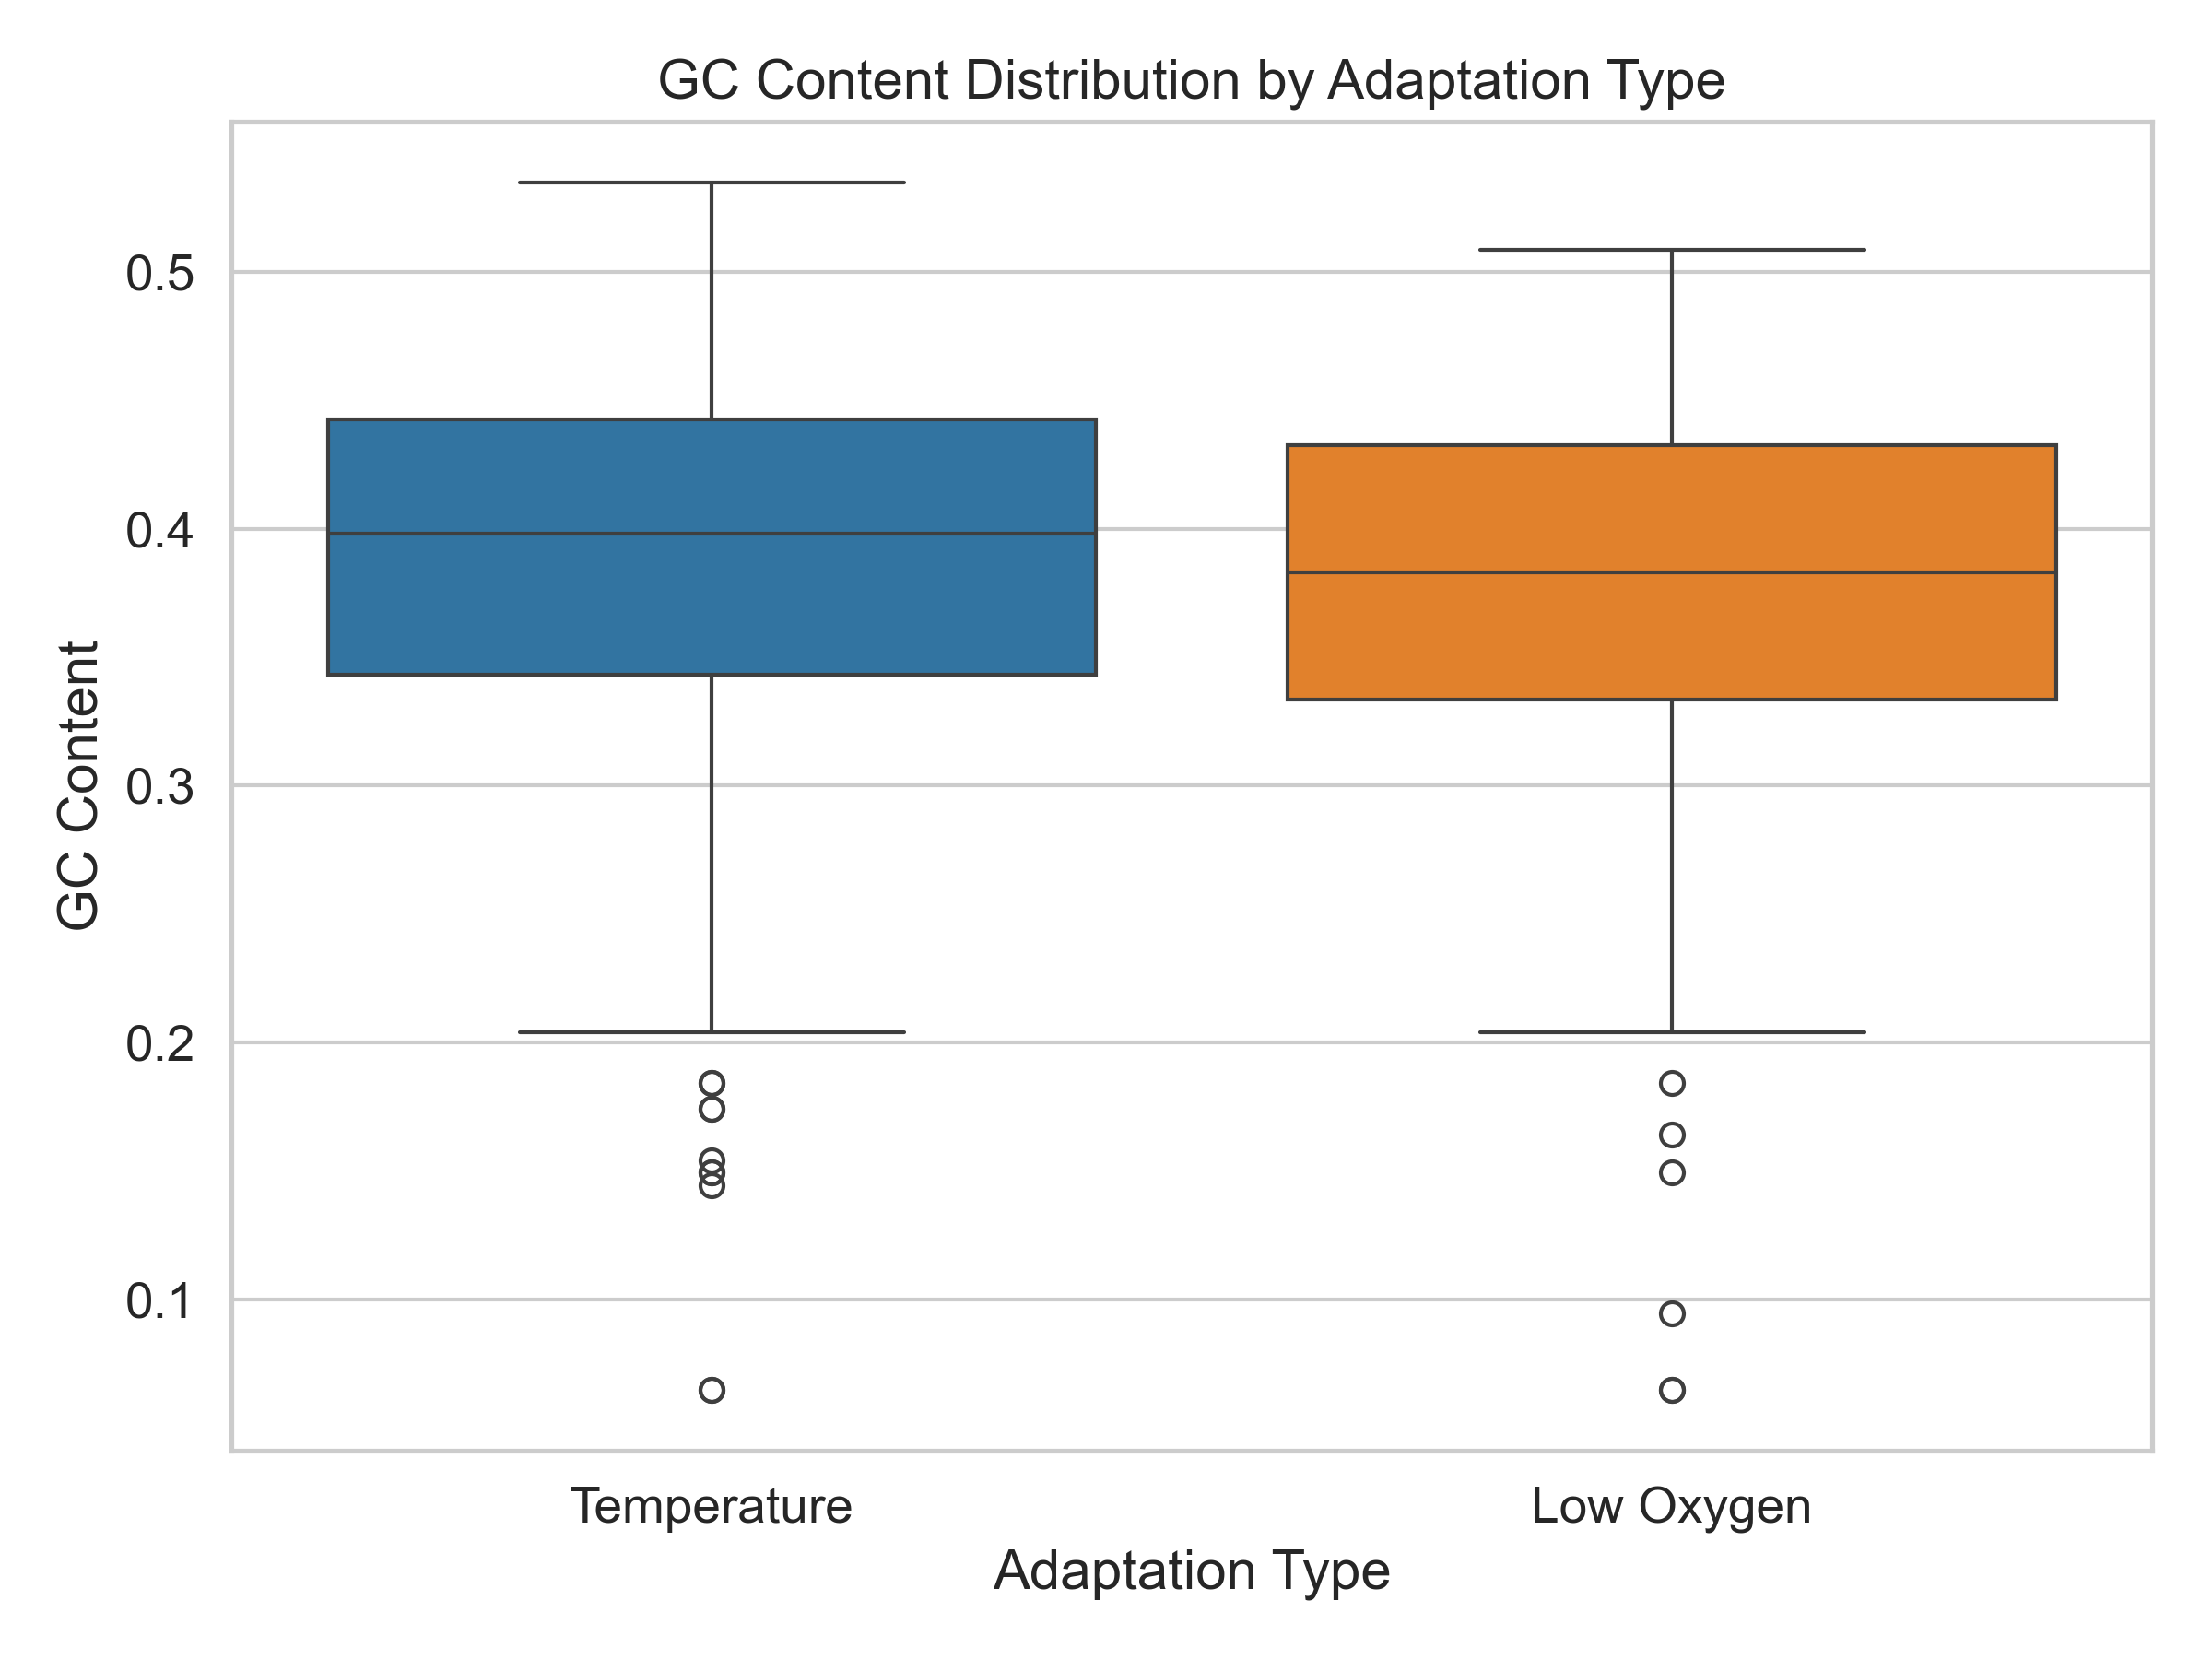 GC Content Distribution by Adaptation Type
GC Content
0.5
0.4
0.3
0.2
0.1
Temperature
Low Oxygen
Adaptation Type